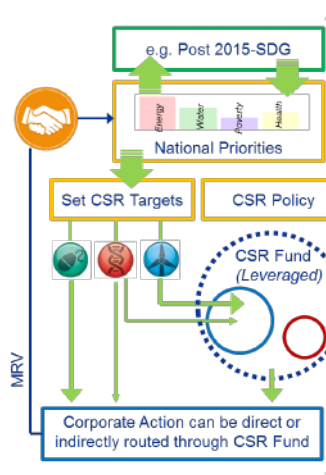 e.g. Post 2015-SDG
Energy
Water
Poverty
Health
National Priorities
Set CSR Targets
CSR Policy
CSR Fund
(Leveraged)
MRV
Corporate Action can be direct or
indirectly routed through CSR Fund